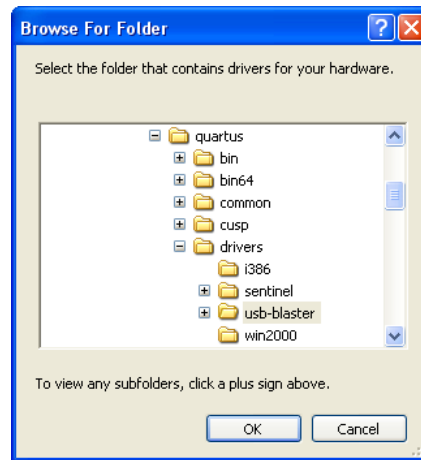 Browse For Folder
Select the folder that contains drivers for your hardware.
quartus
bin
bin64
common
cusp
drivers
i386
sentinel
usb-blaster
win2000
To view any subfolders, click a plus sign above.
OK
Cancel